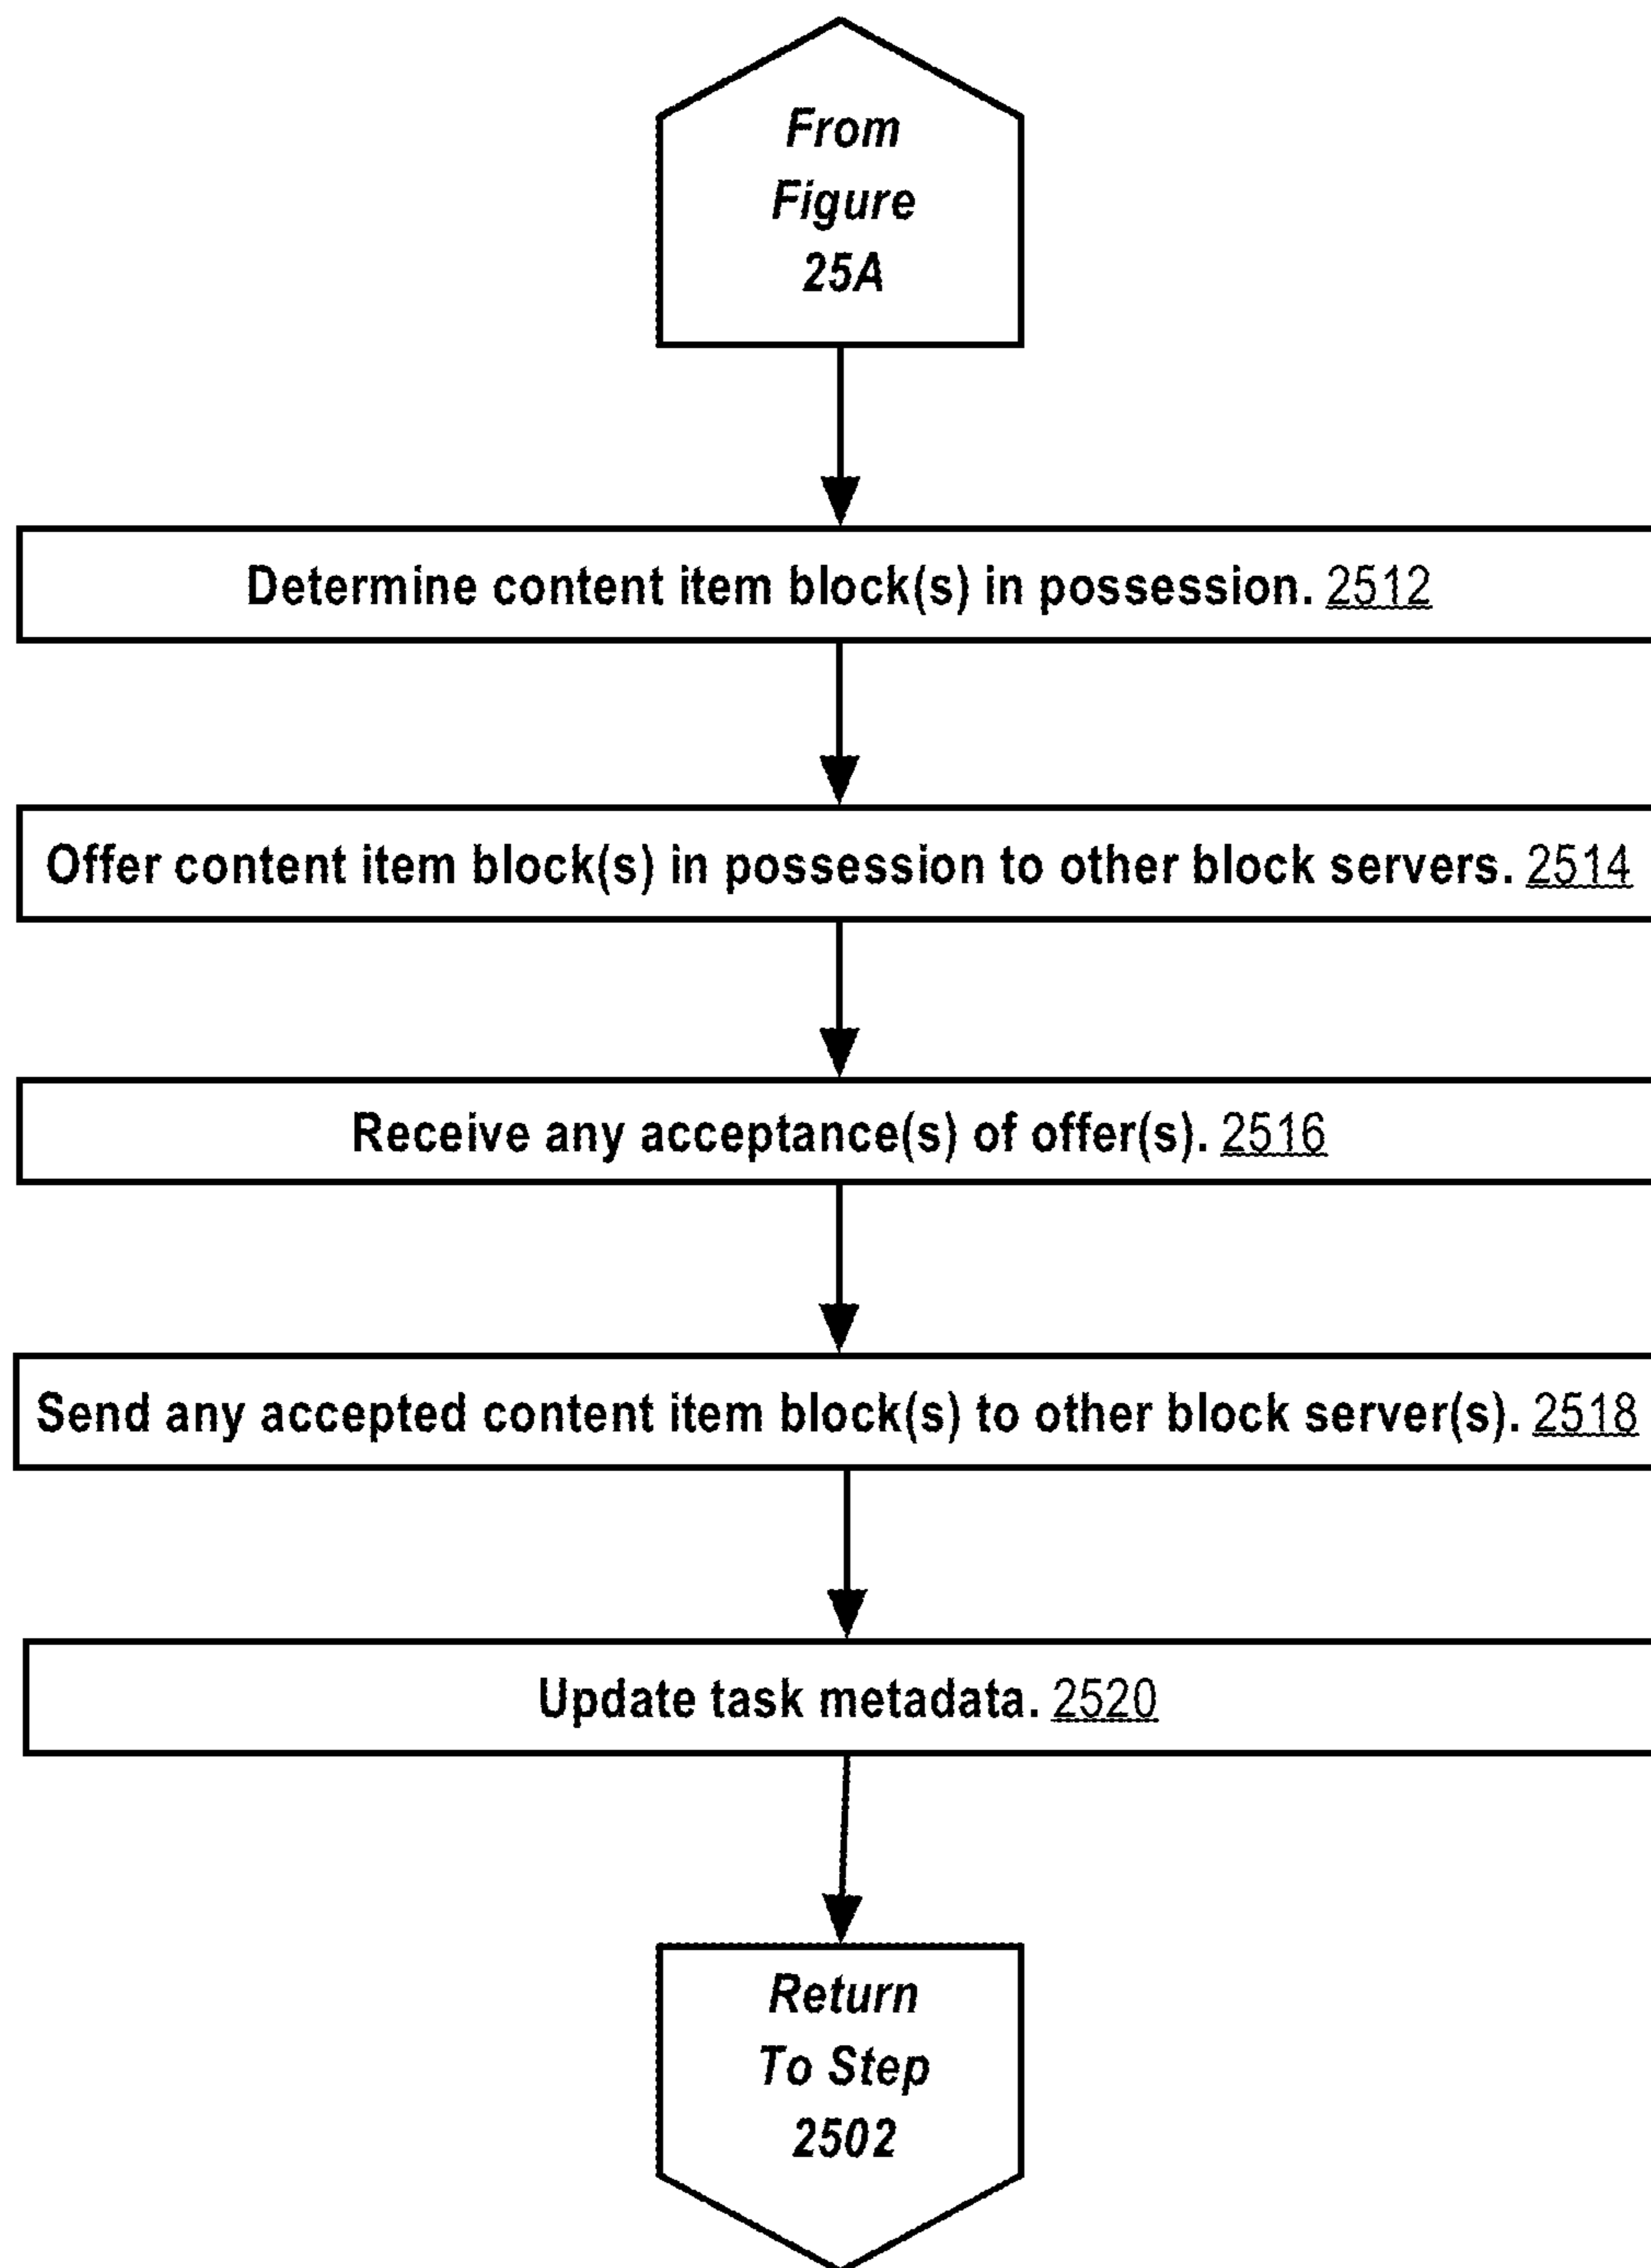 From
Figure
25A
Determine content item block(s) in possession. 2512
Offer content item block(s) in possession to other block servers. 2514
Receive any acceptance(s) of offer(s). 2516
Send any accepted content item block(s) to other block server(s). 2518
Update task metadata. 2520
Return
To Step
2502